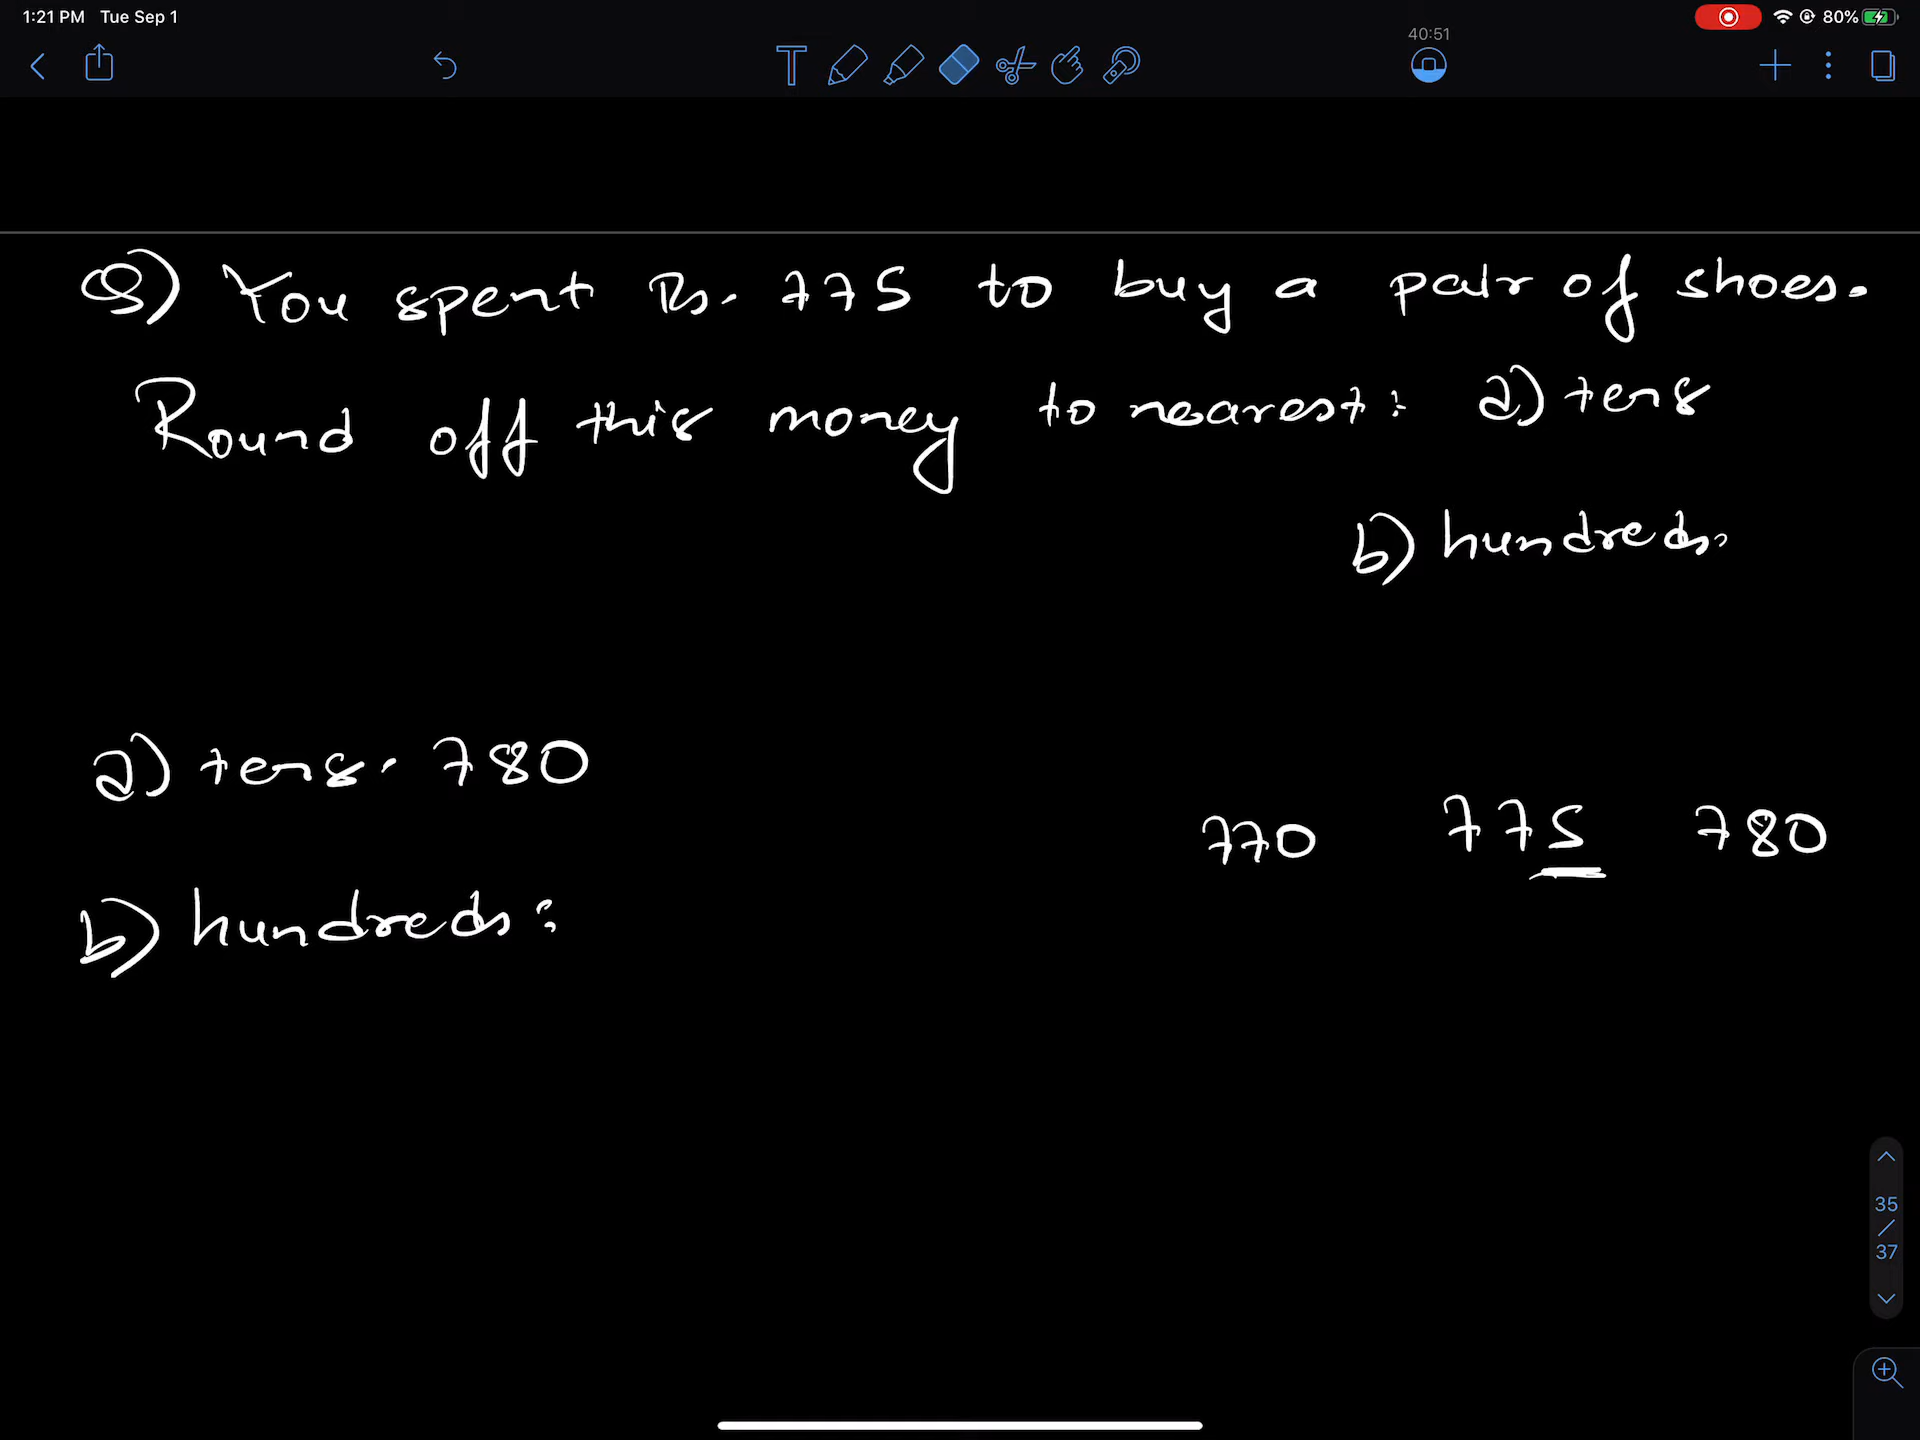 1:21 PM Tue Sep 1
80%
40:51
Q) You spent Rs. 775 to buy a pair of shoes.
Round off this money to nearest: a) tens
b) hundreds.
a) tens. 780
770 775 780
b) hundreds:
35
/
37